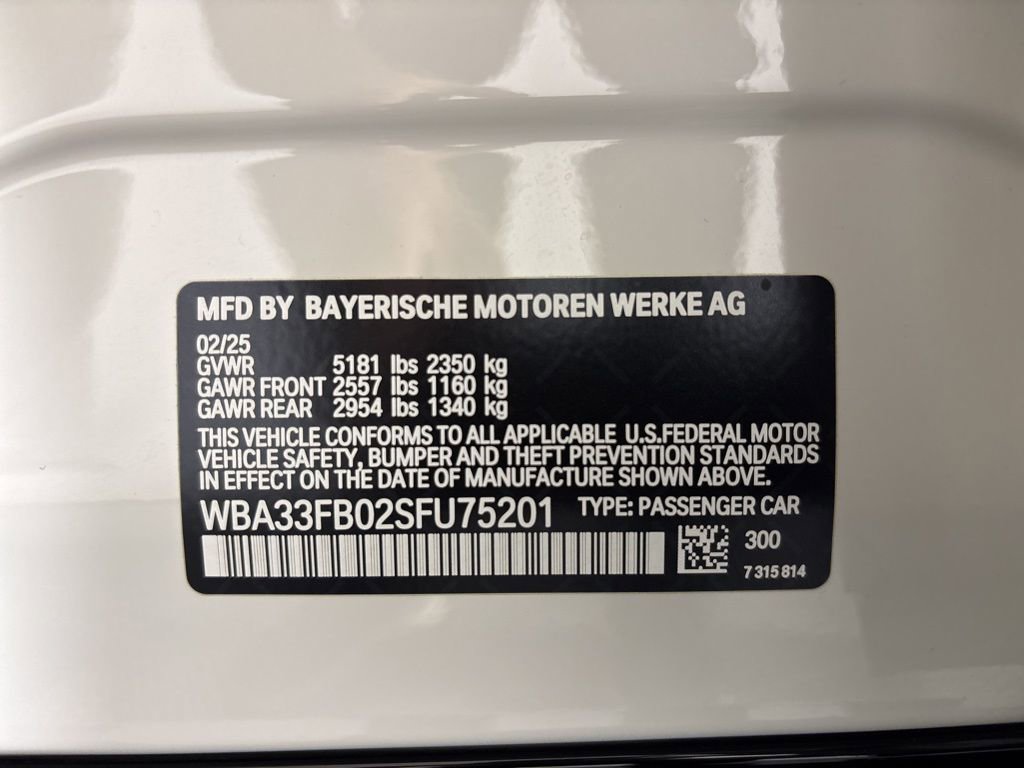 MFD BY BAYERISCHE MOTOREN WERKE AG
02/25
GVWR 5181 lbs 2350 kg
GAWR FRONT 2557 lbs 1160 kg
GAWR REAR 2954 lbs 1340 kg
THIS VEHICLE CONFORMS TO ALL APPLICABLE U.S.FEDERAL MOTOR
VEHICLE SAFETY, BUMPER AND THEFT PREVENTION STANDARDS
IN EFFECT ON THE DATE OF MANUFACTURE SHOWN ABOVE.
WBA33FB02SFU75201 TYPE: PASSENGER CAR
300
7 315 814